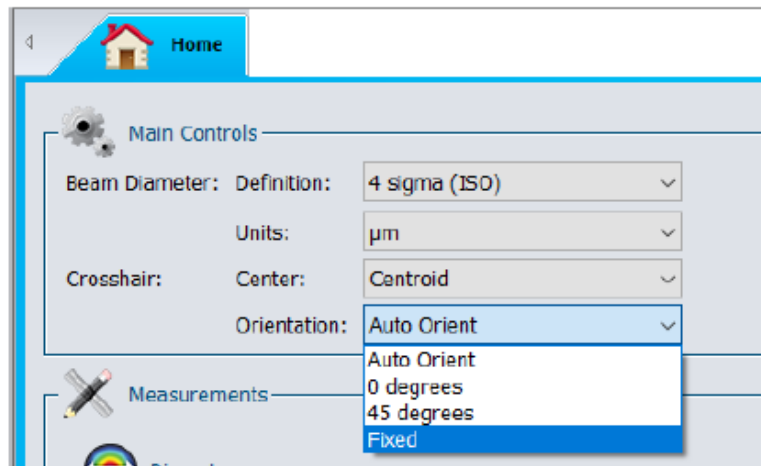 Home
Main Controls
Beam Diameter: Definition: 4 sigma (ISO)
Units: µm
Crosshair: Center: Centroid
Orientation: Auto Orient
Auto Orient
0 degrees
45 degrees
Fixed
Measurements